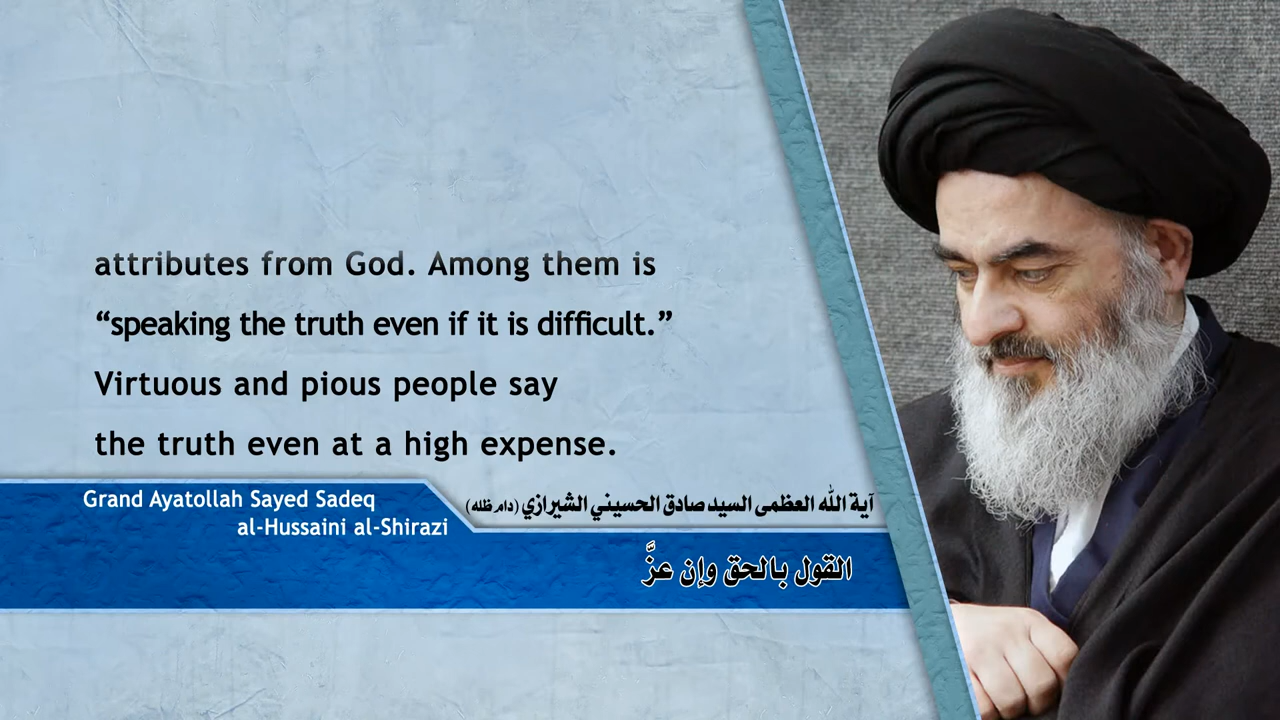 attributes from God. Among them is
“speaking the truth even if it is difficult.”
Virtuous and pious people say
the truth even at a high expense.
Grand Ayatollah Sayed Sadeq
al-Hussaini al-Shirazi
آية الله العظمى السيد صادق الحسيني الشيرازي (دام ظله)
القول بالحق وإن عزَّ